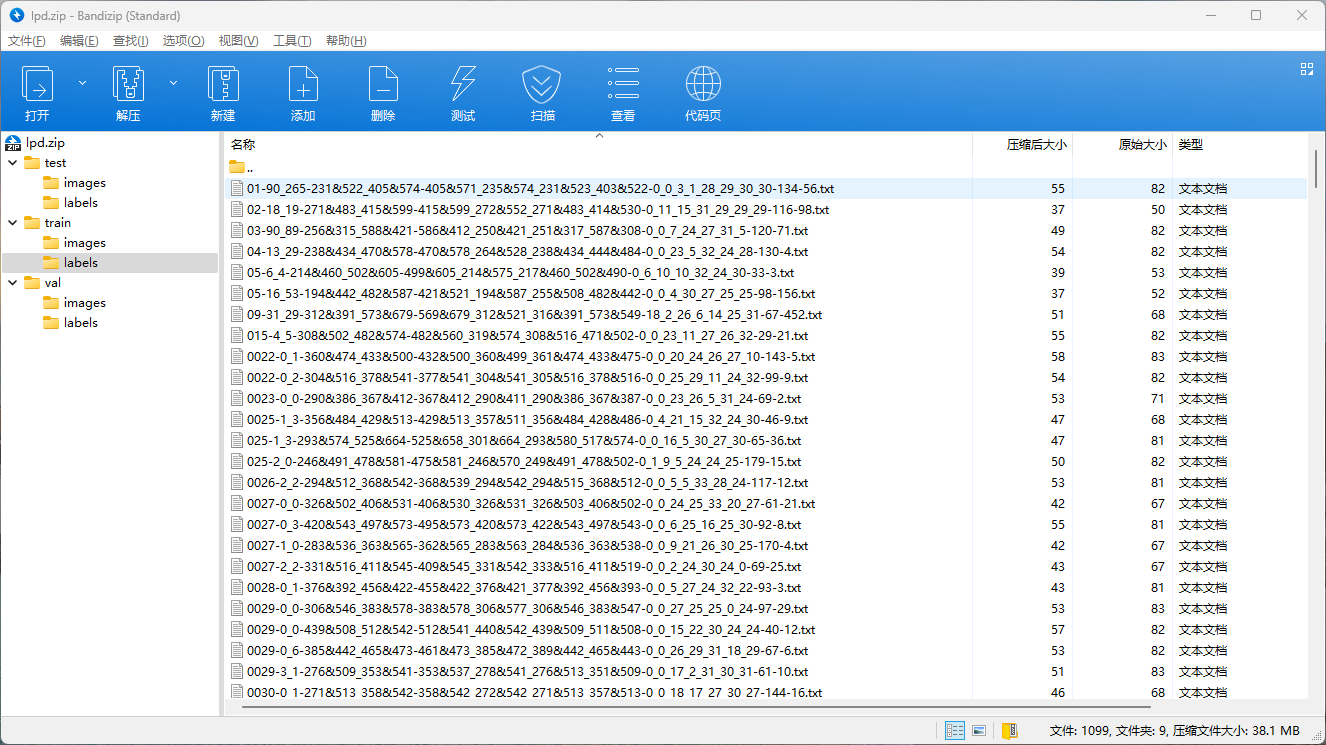 lpd.zip - Bandizip (Standard)
文件(F) 编辑(E) 查找(I) 选项(O) 视图(V) 工具(T) 帮助(H)
打开 解压 新建 添加 删除 测试 扫描 查看 代码页
lpd.zip
test
images
labels
train
images
labels
val
images
labels
名称 压缩后大小 原始大小 类型
..
01-90_265-231&522_405&574-405&571_235&574_231&523_403&522-0_0_3_1_28_29_30_30-134-56.txt 55 82 文本文档
02-18_19-271&483_415&599-415&599_272&552_271&483_414&530-0_11_15_31_29_29_29-116-98.txt 37 50 文本文档
03-90_89-256&315_588&421-586&412_250&421_251&317_587&308-0_0_7_24_27_31_5-120-71.txt 49 82 文本文档
04-13_29-238&434_470&578-470&578_264&528_238&434_444&484-0_0_23_5_32_24_28-130-4.txt 54 82 文本文档
05-6_4-214&460_502&605-499&605_214&575_217&460_502&490-0_6_10_10_32_24_30-33-3.txt 39 53 文本文档
05-16_53-194&442_482&587-421&521_194&587_255&508_482&442-0_0_4_30_27_25_25-98-156.txt 37 52 文本文档
09-31_29-312&391_573&679-569&679_312&521_316&391_573&549-18_2_26_6_14_25_31-67-452.txt 51 68 文本文档
015-4_5-308&502_482&574-482&560_319&574_308&516_471&502-0_0_23_11_27_26_32-29-21.txt 55 82 文本文档
0022-0_1-360&474_433&500-432&500_360&499_361&474_433&475-0_0_20_24_26_27_10-143-5.txt 58 83 文本文档
0022-0_2-304&516_378&541-377&541_304&541_305&516_378&516-0_0_25_29_11_24_32-99-9.txt 54 82 文本文档
0023-0_0-290&386_367&412-367&412_290&411_290&386_367&387-0_0_23_26_5_31_24-69-2.txt 53 71 文本文档
0025-1_3-356&484_429&513-429&513_357&511_356&484_428&486-0_4_21_15_32_24_30-46-9.txt 47 68 文本文档
025-1_3-293&574_525&664-525&658_301&664_293&580_517&574-0_0_16_5_30_27_30-65-36.txt 47 81 文本文档
025-2_0-246&491_478&581-475&581_246&570_249&491_478&502-0_1_9_5_24_24_25-179-15.txt 50 82 文本文档
0026-2_2-294&512_368&542-368&539_294&542_294&515_368&512-0_0_5_5_33_28_24-117-12.txt 53 81 文本文档
0027-0_0-326&502_406&531-406&530_326&531_326&503_406&502-0_0_24_25_33_20_27-61-21.txt 42 67 文本文档
0027-0_3-420&543_497&573-495&573_420&573_422&543_497&543-0_0_6_25_16_25_30-92-8.txt 55 81 文本文档
0027-1_0-283&536_363&565-362&565_283&563_284&536_363&538-0_0_9_21_26_30_25-170-4.txt 42 67 文本文档
0027-2_2-331&516_411&545-409&545_331&542_333&516_411&519-0_0_2_24_30_24_0-69-25.txt 43 67 文本文档
0028-0_1-376&392_456&422-455&422_376&421_377&392_456&393-0_0_5_27_24_32_22-93-3.txt 43 81 文本文档
0029-0_0-306&546_383&578-383&578_306&577_306&546_383&547-0_0_27_25_25_0_24-97-29.txt 53 83 文本文档
0029-0_0-439&508_512&542-512&541_440&542_439&509_511&508-0_0_15_22_30_24_24-40-12.txt 57 82 文本文档
0029-0_6-385&442_465&473-461&473_385&472_389&442_465&443-0_0_26_29_31_18_29-67-6.txt 53 82 文本文档
0029-3_1-276&509_353&541-353&537_278&541_276&513_351&509-0_0_17_2_31_30_31-61-10.txt 51 83 文本文档
0030-0_1-271&513_358&542-358&542_272&542_271&513_357&513-0_0_18_17_27_30_27-144-16.txt 46 68 文本文档
文件: 1099, 文件夹: 9, 压缩文件大小: 38.1 MB